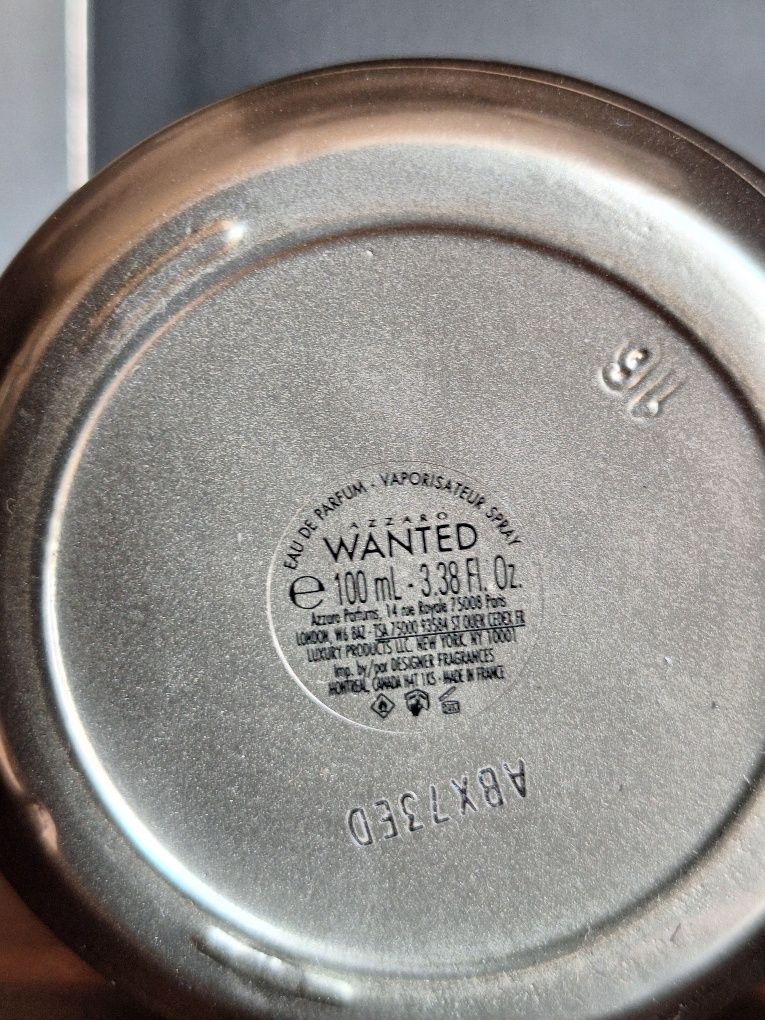 EAU DE PARFUM - VAPORISATEUR SPRAY
AZZARO
WANTED
℮ 100 mL - 3.38 Fl. Oz.
Azzaro Parfums, 14 rue Royale 75008 Paris
LONDON, W6 8AZ - TSA 75000 93584 ST OUEN CEDEX FR
LUXURY PRODUCTS LLC. NEW YORK, NY 10001
Imp. by/par DESIGNER FRAGRANCES
MONTREAL, CANADA H4T 1K5 - MADE IN FRANCE
ABX73ED